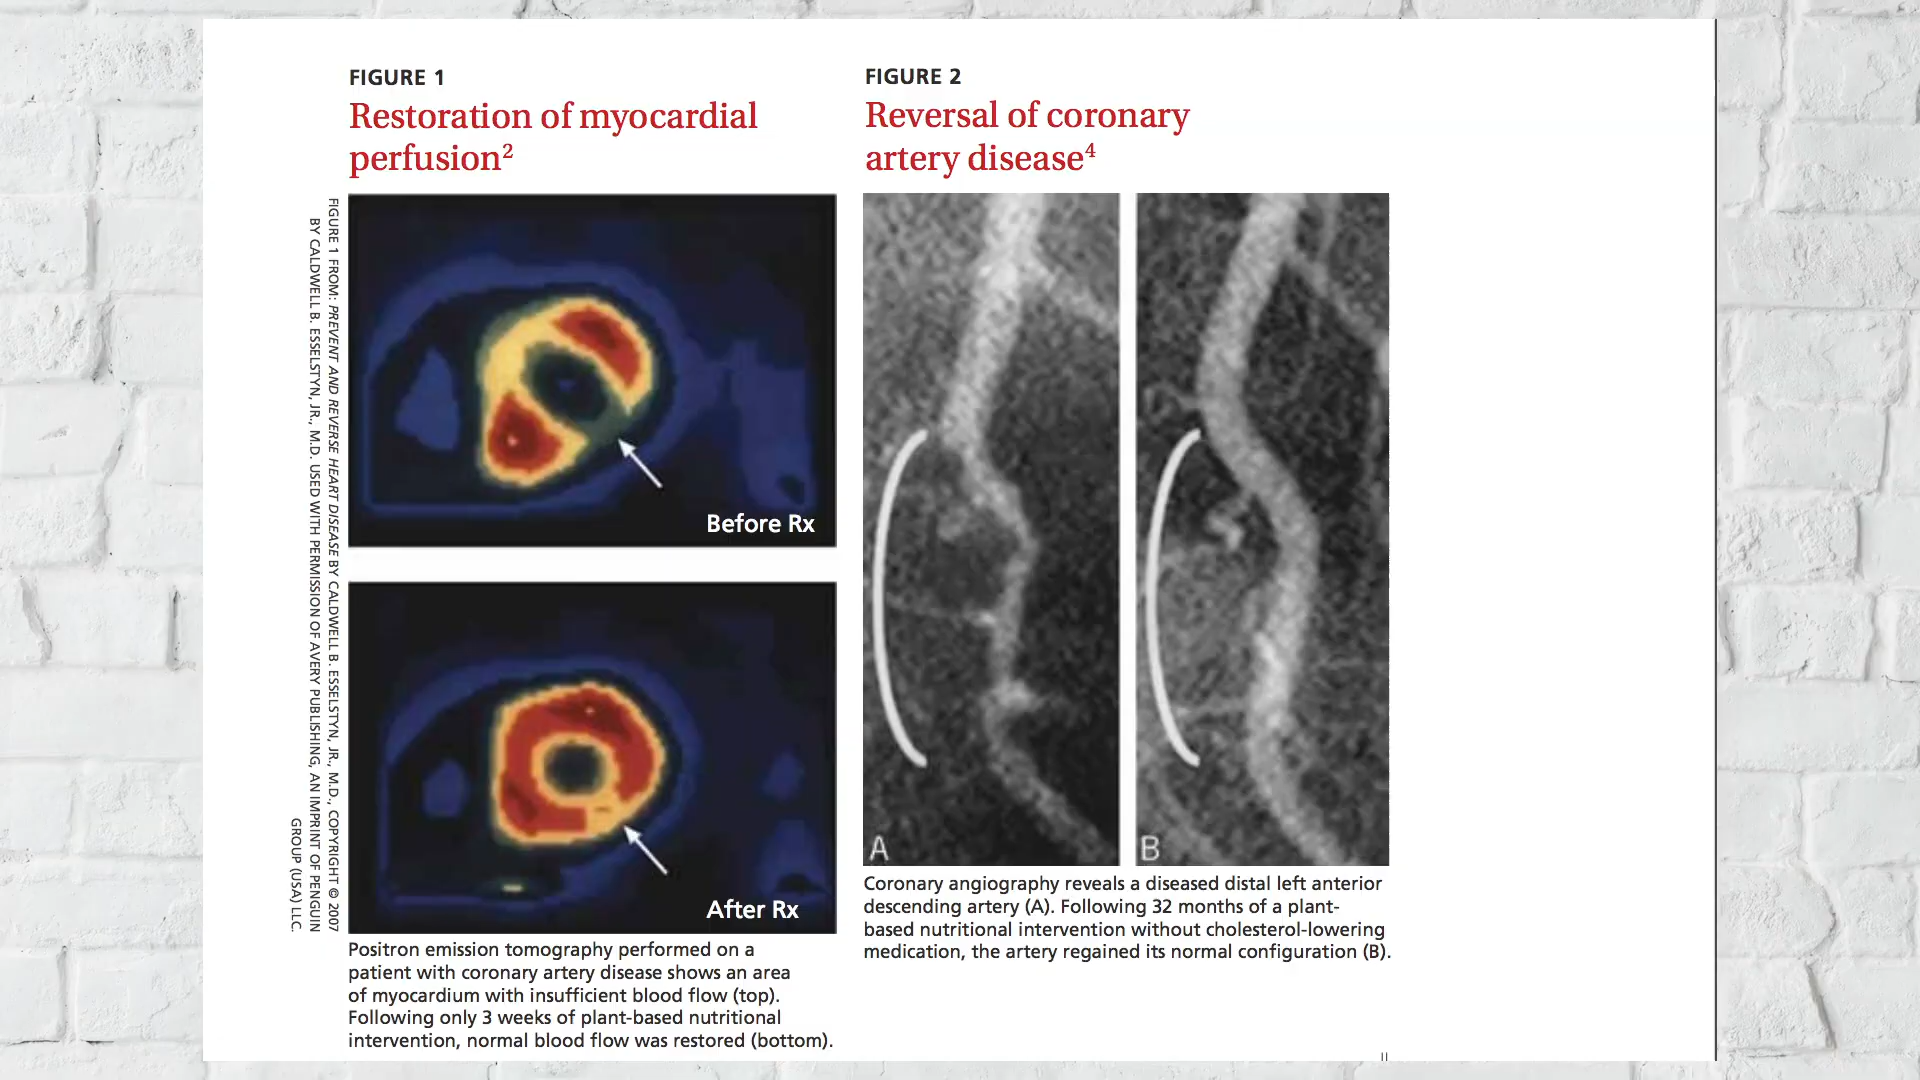 FIGURE 1
Restoration of myocardial
perfusion²
FIGURE 1 FROM: PREVENT AND REVERSE HEART DISEASE BY CALDWELL B. ESSELSTYN, JR., M.D., COPYRIGHT © 2007
BY CALDWELL B. ESSELSTYN, JR., M.D. USED WITH PERMISSION OF AVERY PUBLISHING, AN IMPRINT OF PENGUIN
GROUP (USA) LLC.
Before Rx
After Rx
Positron emission tomography performed on a
patient with coronary artery disease shows an area
of myocardium with insufficient blood flow (top).
Following only 3 weeks of plant-based nutritional
intervention, normal blood flow was restored (bottom).
FIGURE 2
Reversal of coronary
artery disease⁴
A
B
Coronary angiography reveals a diseased distal left anterior
descending artery (A). Following 32 months of a plant-
based nutritional intervention without cholesterol-lowering
medication, the artery regained its normal configuration (B).